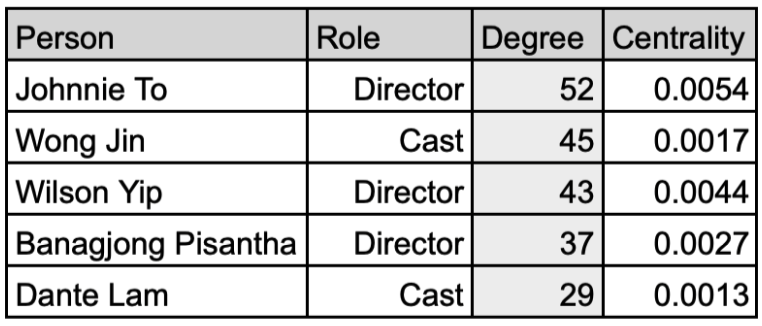 Person Role Degree Centrality
Johnnie To Director 52 0.0054
Wong Jin Cast 45 0.0017
Wilson Yip Director 43 0.0044
Banagjong Pisantha Director 37 0.0027
Dante Lam Cast 29 0.0013